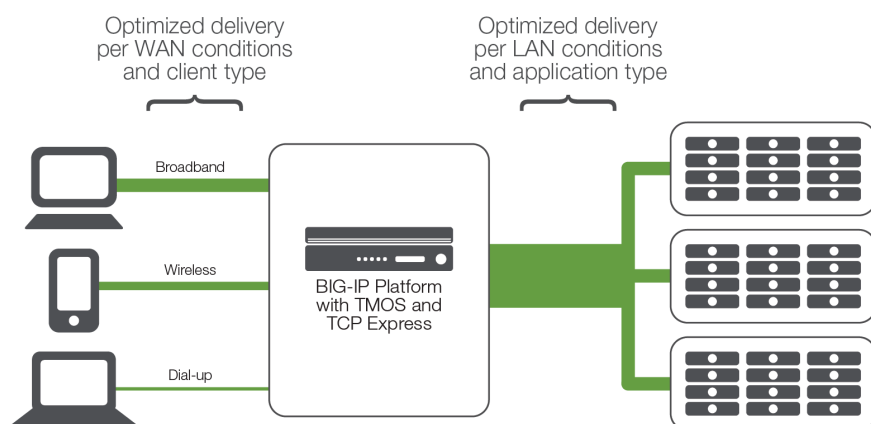 Optimized delivery
per WAN conditions
and client type
Optimized delivery
per LAN conditions
and application type
Broadband
Wireless
Dial-up
BIG-IP Platform
with TMOS and
TCP Express